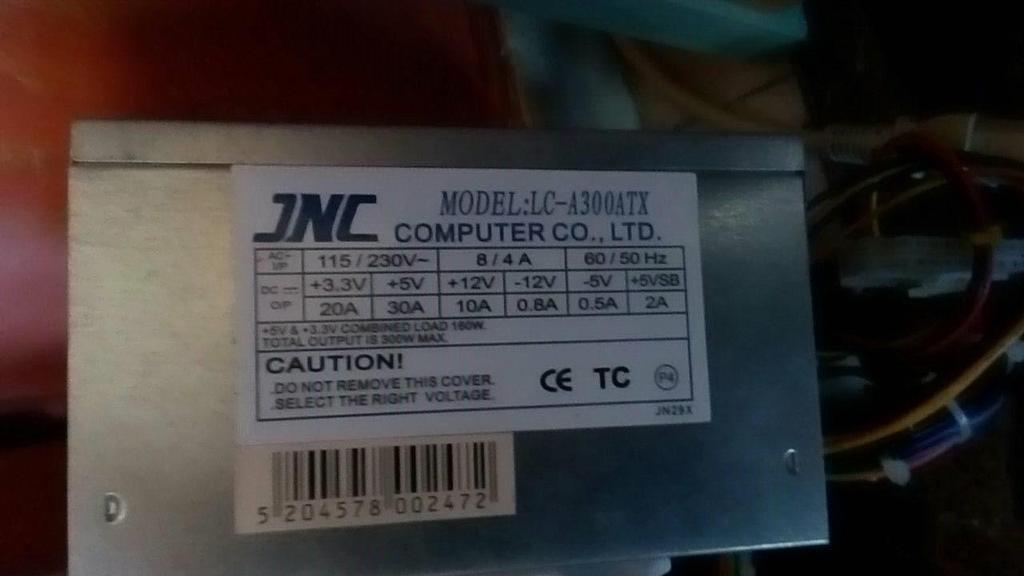 JNC MODEL:LC-A300ATX
COMPUTER CO., LTD.
AC~ I/P 115 / 230V~ 8 / 4 A 60 / 50 Hz
DC O/P +3.3V +5V +12V -12V -5V +5VSB
20A 30A 10A 0.8A 0.5A 2A
+5V & +3.3V COMBINED LOAD 160W.
TOTAL OUTPUT IS 300W MAX.
CAUTION!
.DO NOT REMOVE THIS COVER.
.SELECT THE RIGHT VOLTAGE.
CE TC P4
JN29X
5 204578 002472